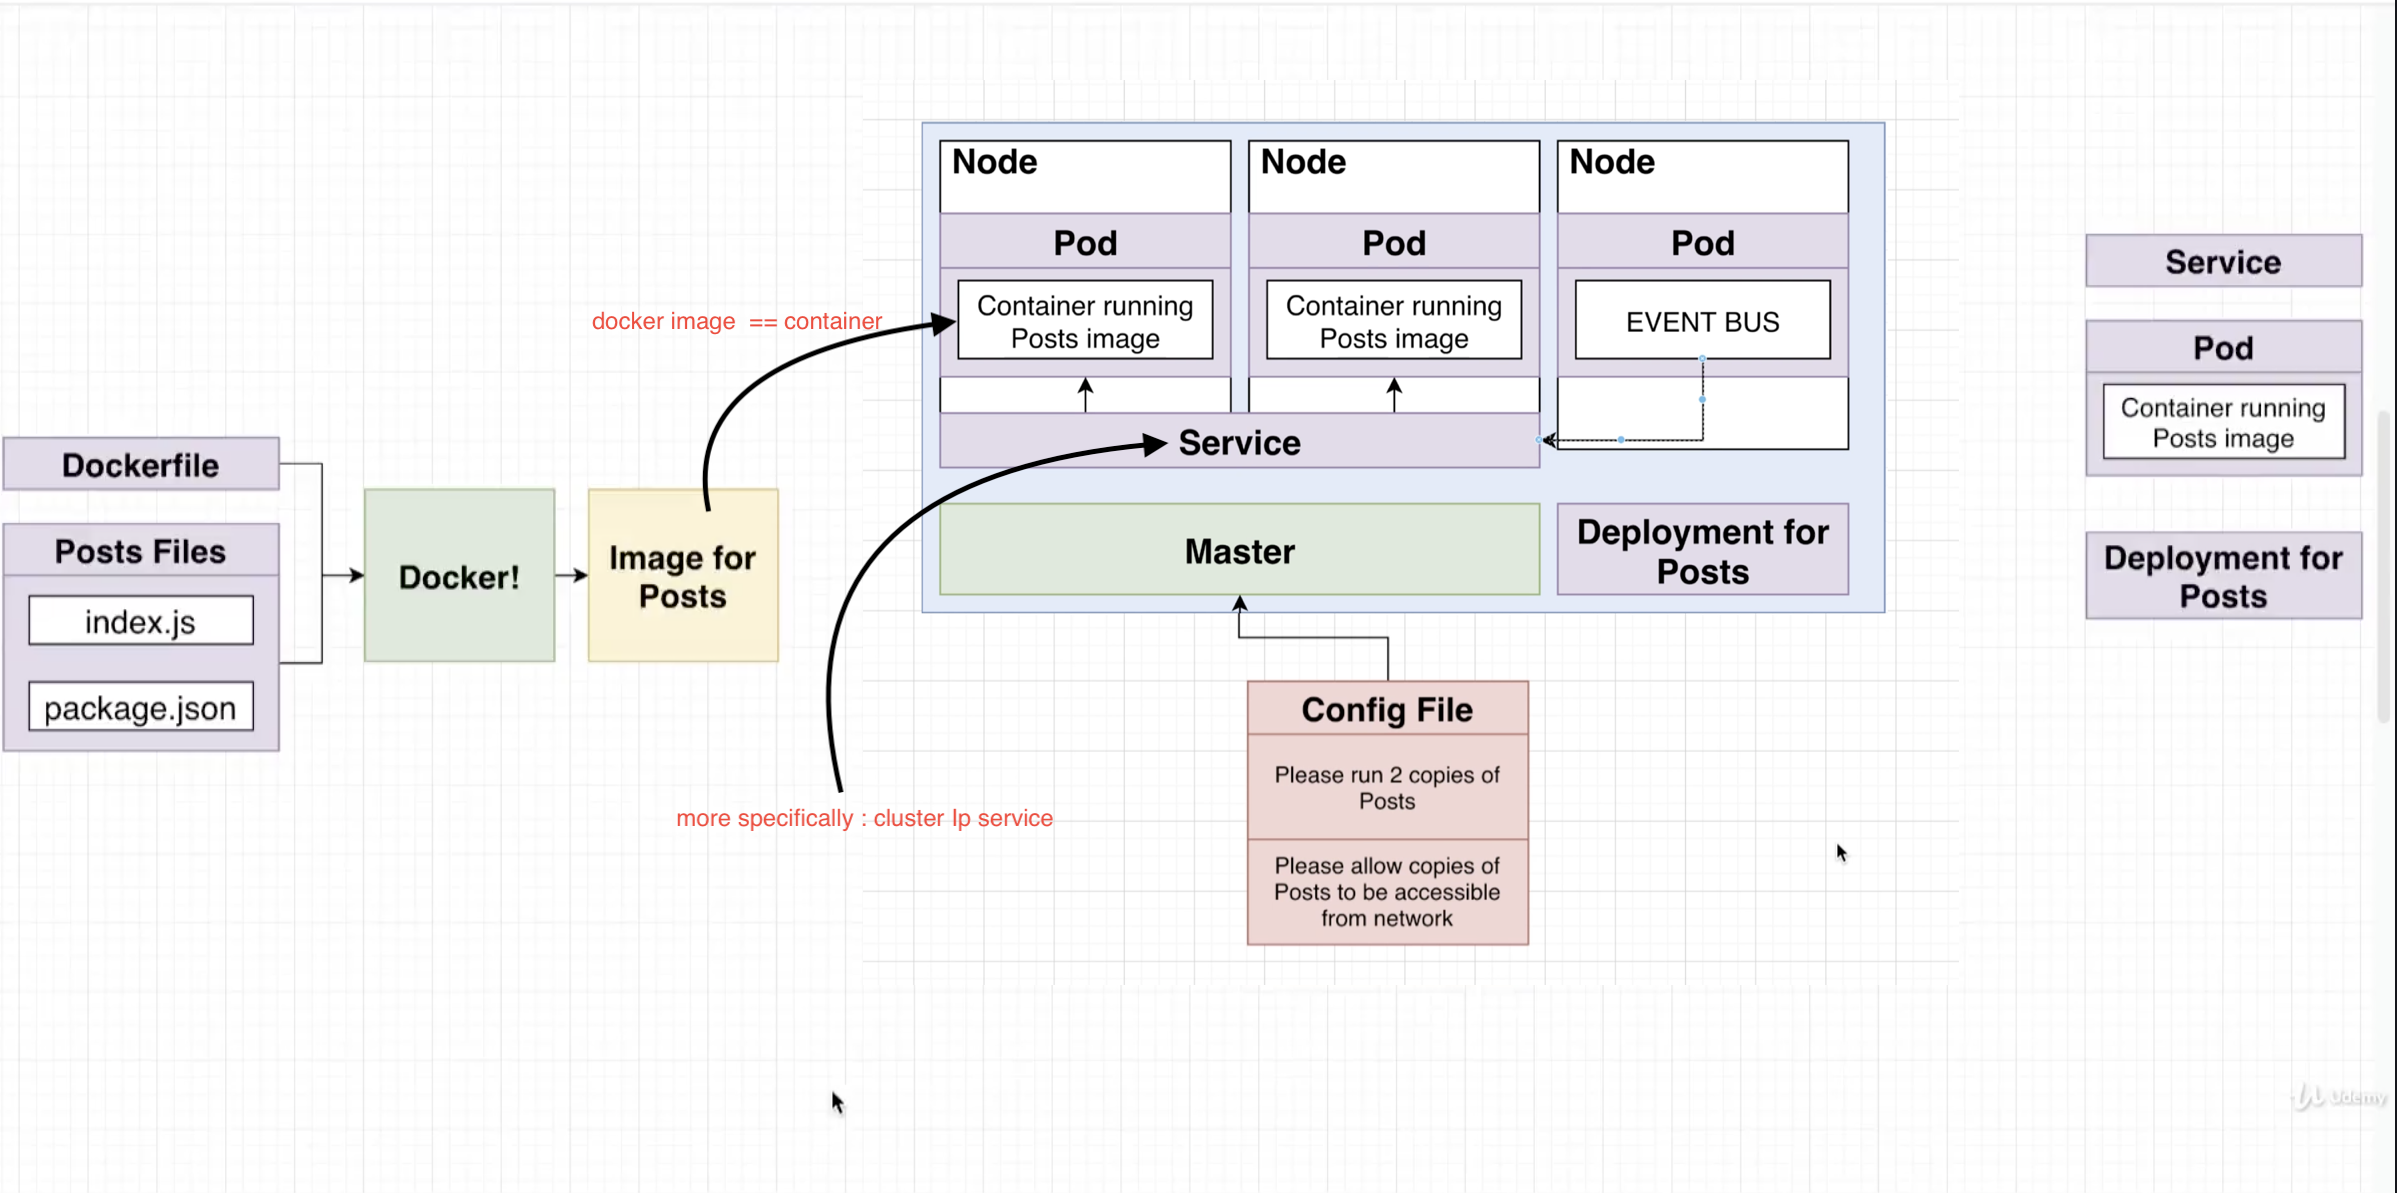 Dockerfile
Posts Files
index.js
package.json
Docker!
Image for
Posts
docker image  == container
more specifically : cluster Ip service
Node
Pod
Container running
Posts image
Node
Pod
Container running
Posts image
Node
Pod
EVENT BUS
Service
Master
Deployment for
Posts
Config File
Please run 2 copies of
Posts
Please allow copies of
Posts to be accessible
from network
Service
Pod
Container running
Posts image
Deployment for
Posts
Udemy